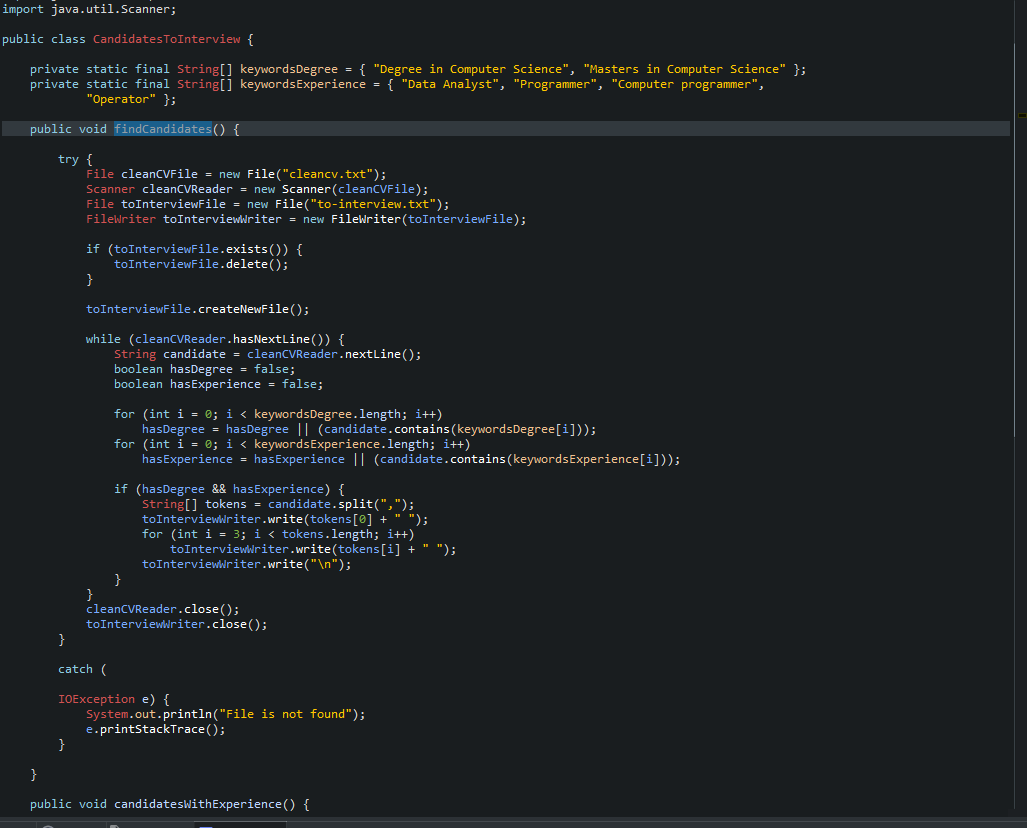 import java.util.Scanner;
public class CandidatesToInterview {
private static final String[] keywordsDegree = { "Degree in Computer Science", "Masters in Computer Science" };
private static final String[] keywordsExperience = { "Data Analyst", "Programmer", "Computer programmer",
"Operator" };
public void findCandidates() {
try {
File cleanCVFile = new File("cleancv.txt");
Scanner cleanCVReader = new Scanner(cleanCVFile);
File toInterviewFile = new File("to-interview.txt");
FileWriter toInterviewWriter = new FileWriter(toInterviewFile);
if (toInterviewFile.exists()) {
toInterviewFile.delete();
}
toInterviewFile.createNewFile();
while (cleanCVReader.hasNextLine()) {
String candidate = cleanCVReader.nextLine();
boolean hasDegree = false;
boolean hasExperience = false;
for (int i = 0; i < keywordsDegree.length; i++)
hasDegree = hasDegree || (candidate.contains(keywordsDegree[i]));
for (int i = 0; i < keywordsExperience.length; i++)
hasExperience = hasExperience || (candidate.contains(keywordsExperience[i]));
if (hasDegree && hasExperience) {
String[] tokens = candidate.split(",");
toInterviewWriter.write(tokens[0] + " ");
for (int i = 3; i < tokens.length; i++)
toInterviewWriter.write(tokens[i] + " ");
toInterviewWriter.write("\n");
}
}
cleanCVReader.close();
toInterviewWriter.close();
}
catch (
IOException e) {
System.out.println("File is not found");
e.printStackTrace();
}
}
public void candidatesWithExperience() {